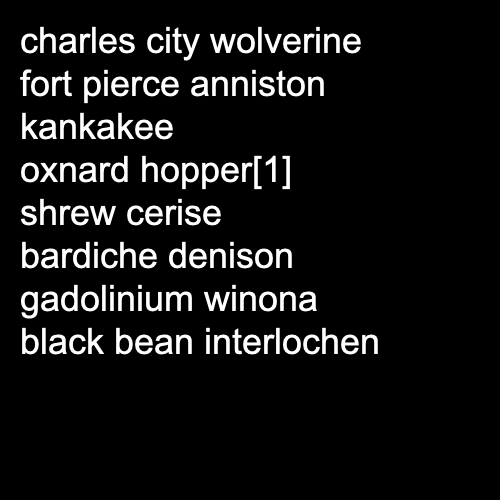 charles city wolverine
fort pierce anniston
kankakee
oxnard hopper[1]
shrew cerise
bardiche denison
gadolinium winona
black bean interlochen